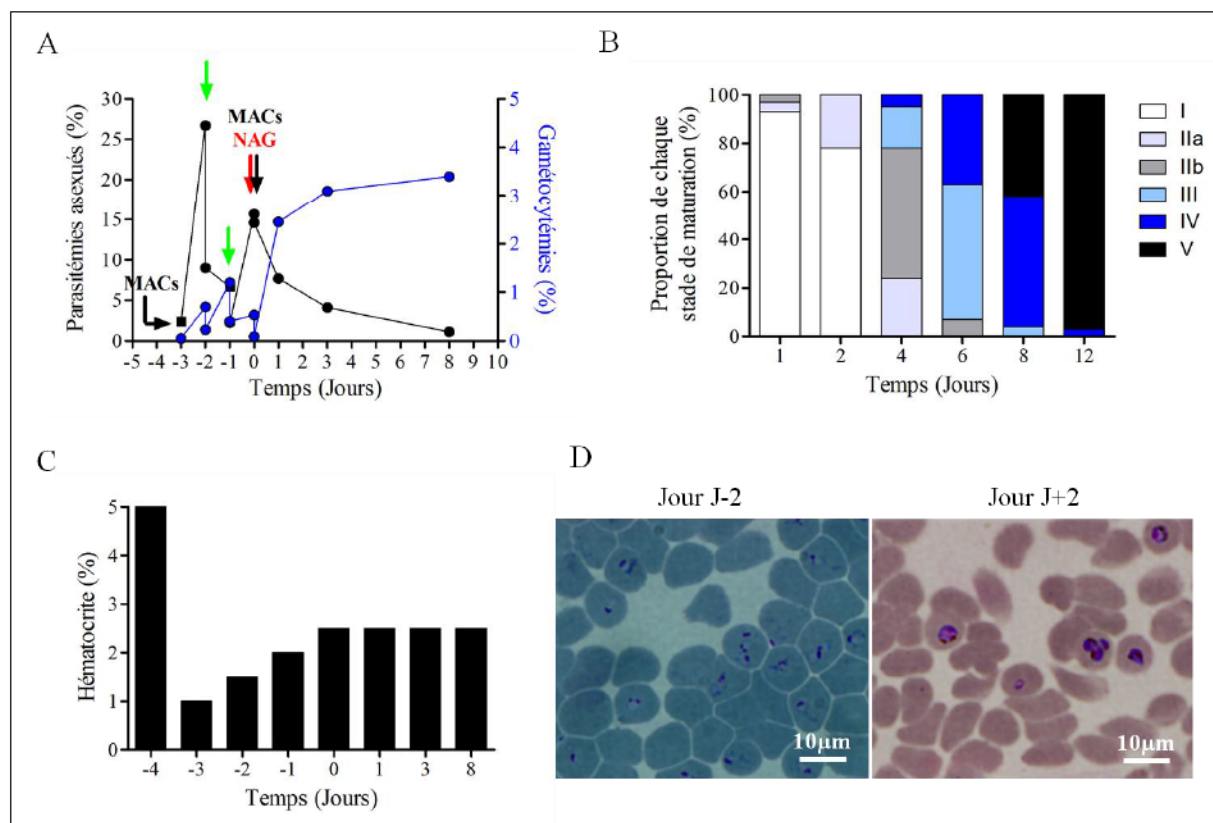 A
Parasitémies asexués (%)
30
25
20
15
10
5
0
MACs
MACs
NAG
5
4
3
2
1
0
Gamétocytémies (%)
-5 -4 -3 -2 -1 0 1 3 4 5 6 7 8 9 10
Temps (Jours)
B
Proportion de chaque
stade de maturation (%)
100
80
60
40
20
0
1 2 4 6 8 12
Temps (Jours)
I
IIa
IIb
III
IV
V
C
Hématocrite (%)
5
4
3
2
1
0
-4 -3 -2 -1 0 1 3 8
Temps (Jours)
D
Jour J-2
Jour J+2
10µm
10µm